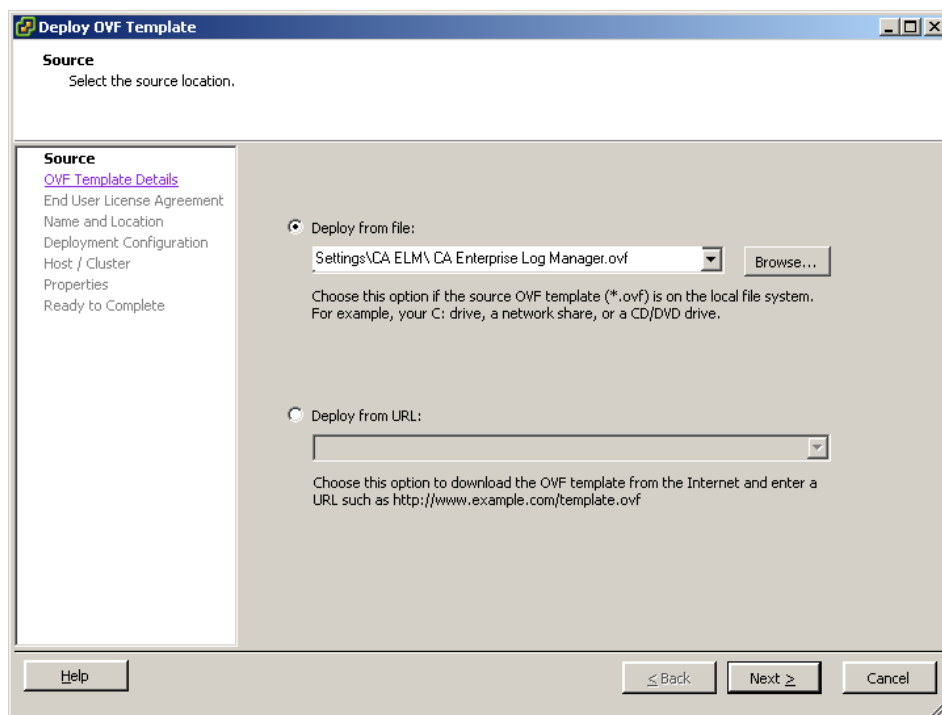 Deploy OVF Template
Source
Select the source location.
Source
OVF Template Details
End User License Agreement
Name and Location
Deployment Configuration
Host / Cluster
Properties
Ready to Complete
Deploy from file:
Settings\CA ELM\ CA Enterprise Log Manager.ovf
Browse...
Choose this option if the source OVF template (*.ovf) is on the local file system.
For example, your C: drive, a network share, or a CD/DVD drive.
Deploy from URL:
Choose this option to download the OVF template from the Internet and enter a
URL such as http://www.example.com/template.ovf
Help
< Back
Next >
Cancel